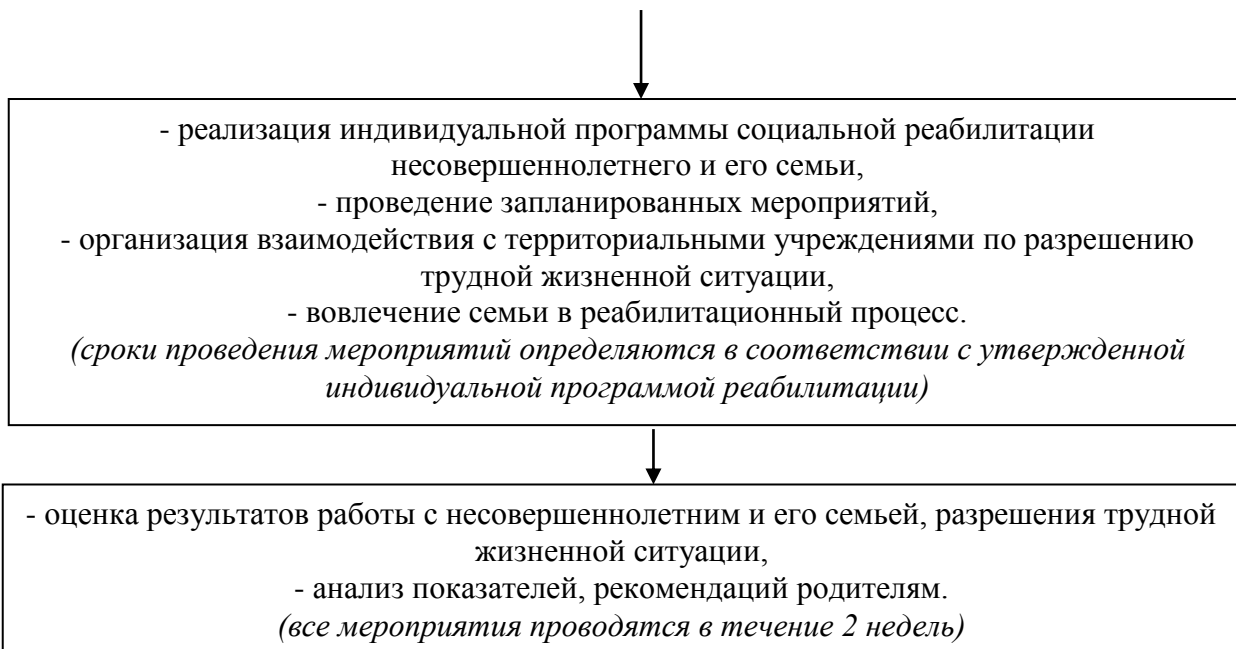 - реализация индивидуальной программы социальной реабилитации
несовершеннолетнего и его семьи,
- проведение запланированных мероприятий,
- организация взаимодействия с территориальными учреждениями по разрешению
трудной жизненной ситуации,
- вовлечение семьи в реабилитационный процесс.
(сроки проведения мероприятий определяются в соответствии с утвержденной
индивидуальной программой реабилитации)
- оценка результатов работы с несовершеннолетним и его семьей, разрешения трудной
жизненной ситуации,
- анализ показателей, рекомендаций родителям.
(все мероприятия проводятся в течение 2 недель)